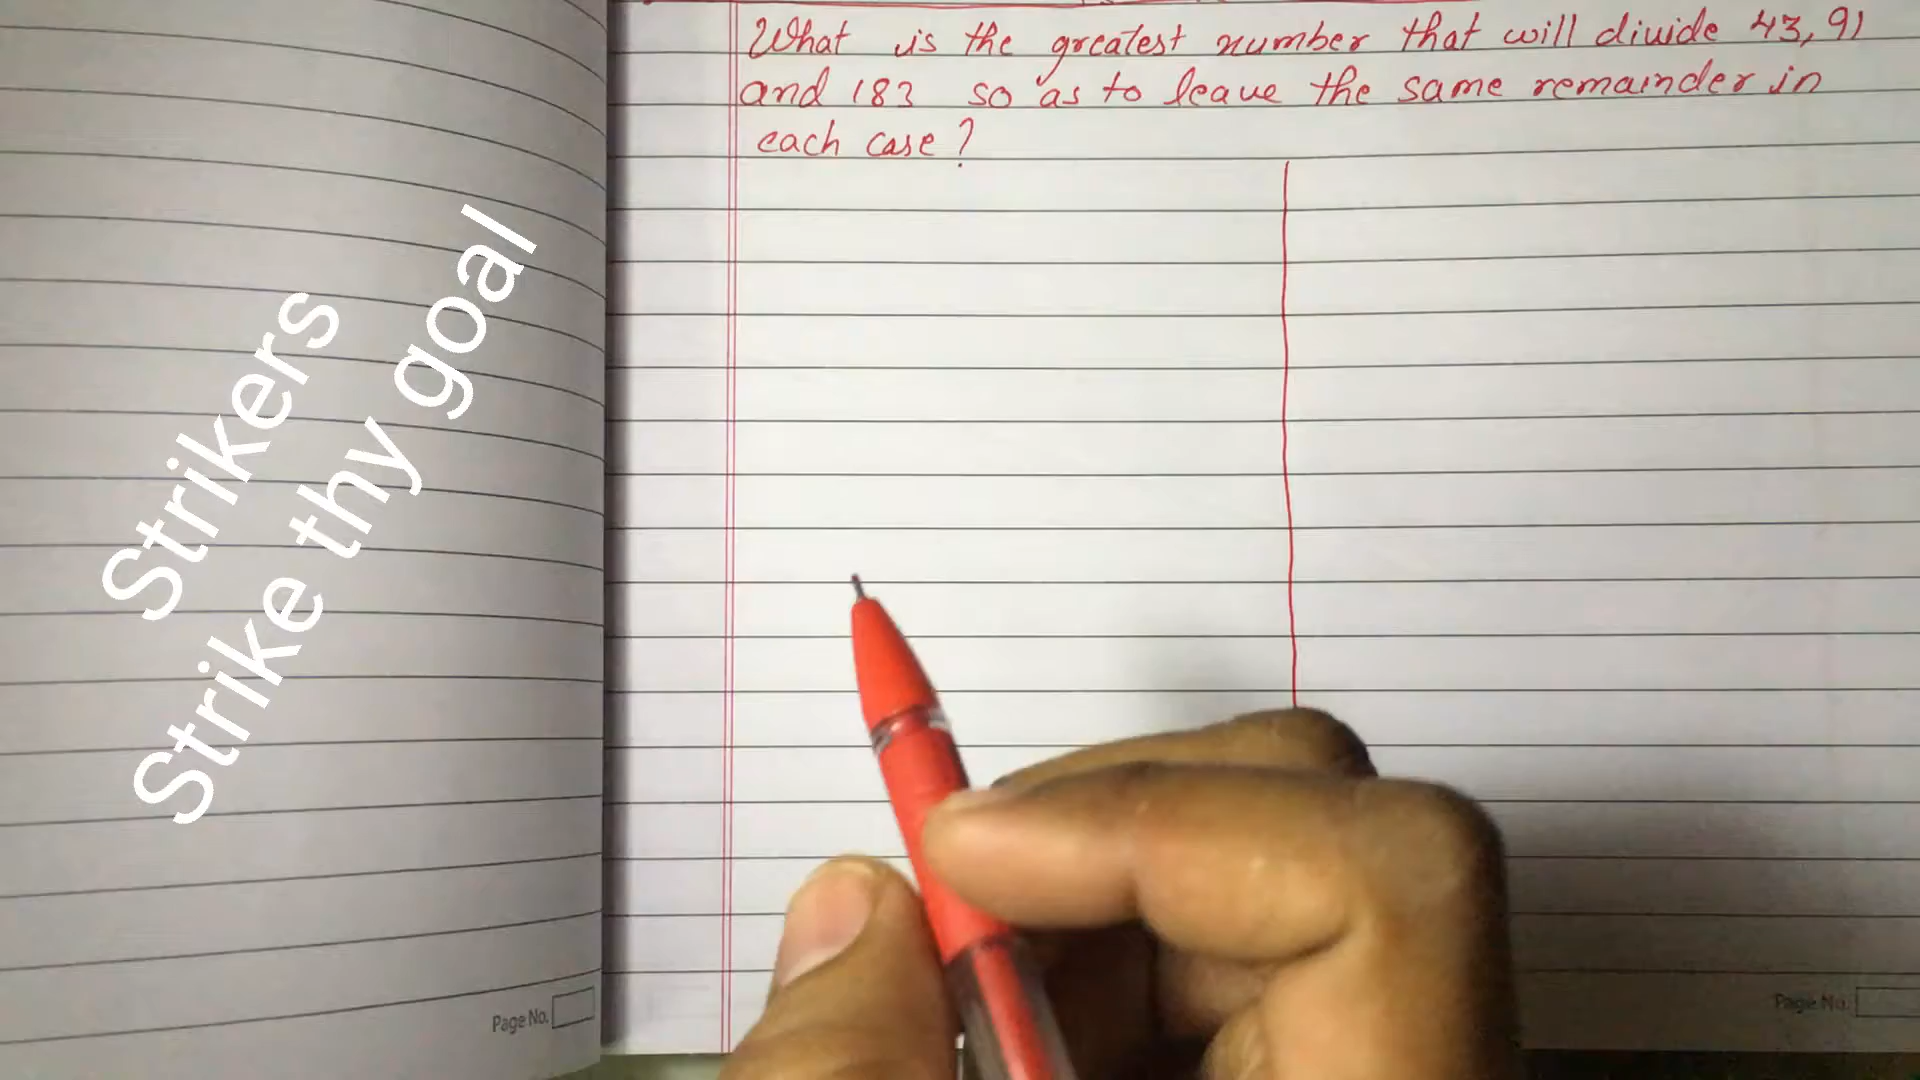 What is the greatest number that will divide 43, 91
and 183 so as to leave the same remainder in
each case?
Strikers
Strike thy goal
Page No.
Page No.